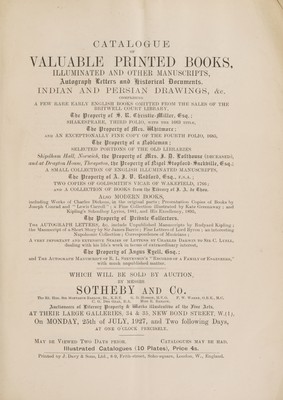 CATALOGUE
OF
VALUABLE PRINTED BOOKS,
ILLUMINATED AND OTHER MANUSCRIPTS,
Autograph Letters and Historical Documents,
INDIAN AND PERSIAN DRAWINGS, &c.
COMPRISING
A FEW RARE EARLY ENGLISH BOOKS OMITTED FROM THE SALES OF THE
BRITWELL COURT LIBRARY.
The Property of S. C. Christie-Miller, Esq.;
SHAKESPEARE, THIRD FOLIO, WITH THE 1663 TITLE,
The Property of Mrs. Whitmore;
AND AN EXCEPTIONALLY FINE COPY OF THE FOURTH FOLIO, 1685,
The Property of a Nobleman;
SELECTED PORTIONS OF THE OLD LIBRARIES
Shipdham Hall, Norwich, the Property of Mrs. J. B. (DECEASED),
and at Drayton House, Thrapston, the Property of Nigel Stopford-Sackville, Esq.;
A SMALL COLLECTION OF ENGLISH ILLUMINATED MANUSCRIPTS,
The Property of A. P. Esq., F.S.A.;
TWO COPIES OF GOLDSMITH'S VICAR OF WAKEFIELD, 1766;
AND A COLLECTION OF BOOKS from the Library of
ALSO MODERN BOOKS,
including Works of Charles Dickens, in the original parts; Presentation Copies of Books by
Joseph Conrad and "Lewis Carroll"; a Fine Collection illustrated by Kate Greenaway; and
Kipling's Schoolboy Lyrics, 1881, and His Excellency, 1895,
The Property of Private Collectors.
THE AUTOGRAPH LETTERS, &c. include Unpublished Manuscripts by Rudyard Kipling;
the Manuscript of a Short Story by Sir James Barrie; Fine Letters of Lord Byron; an interesting
Napoleonic Collection; Correspondence of Musicians;
A VERY IMPORTANT AND EXTENSIVE SERIES OF LETTERS OF CHARLES DARWIN TO SIR C. LYELL,
dealing with his life's work in terms of extraordinary interest,
The Property of Esq.;
AND THE AUTOGRAPH MANUSCRIPT OF R. L. STEVENSON'S "RECORDS OF A FAMILY OF ENGINEERS,"
with much unpublished matter.
WHICH WILL BE SOLD BY AUCTION,
BY MESSRS
SOTHEBY AND CO.
Auctioneers of Literary Property & Works illustrative of the Fine Arts,
AT THEIR LARGE GALLERIES, 34 & 35, NEW BOND STREET, W.(1),
On MONDAY, 25th of JULY, 1927, and Two following Days,
AT ONE O'CLOCK PRECISELY.
MAY BE VIEWED TWO DAYS PRIOR. CATALOGUES MAY BE HAD.
Illustrated Catalogues (10 Plates), Price 4s.
Printed by J. Davy & Sons, Ltd., 8-9, Frith-street, Soho-square, London, W., England.